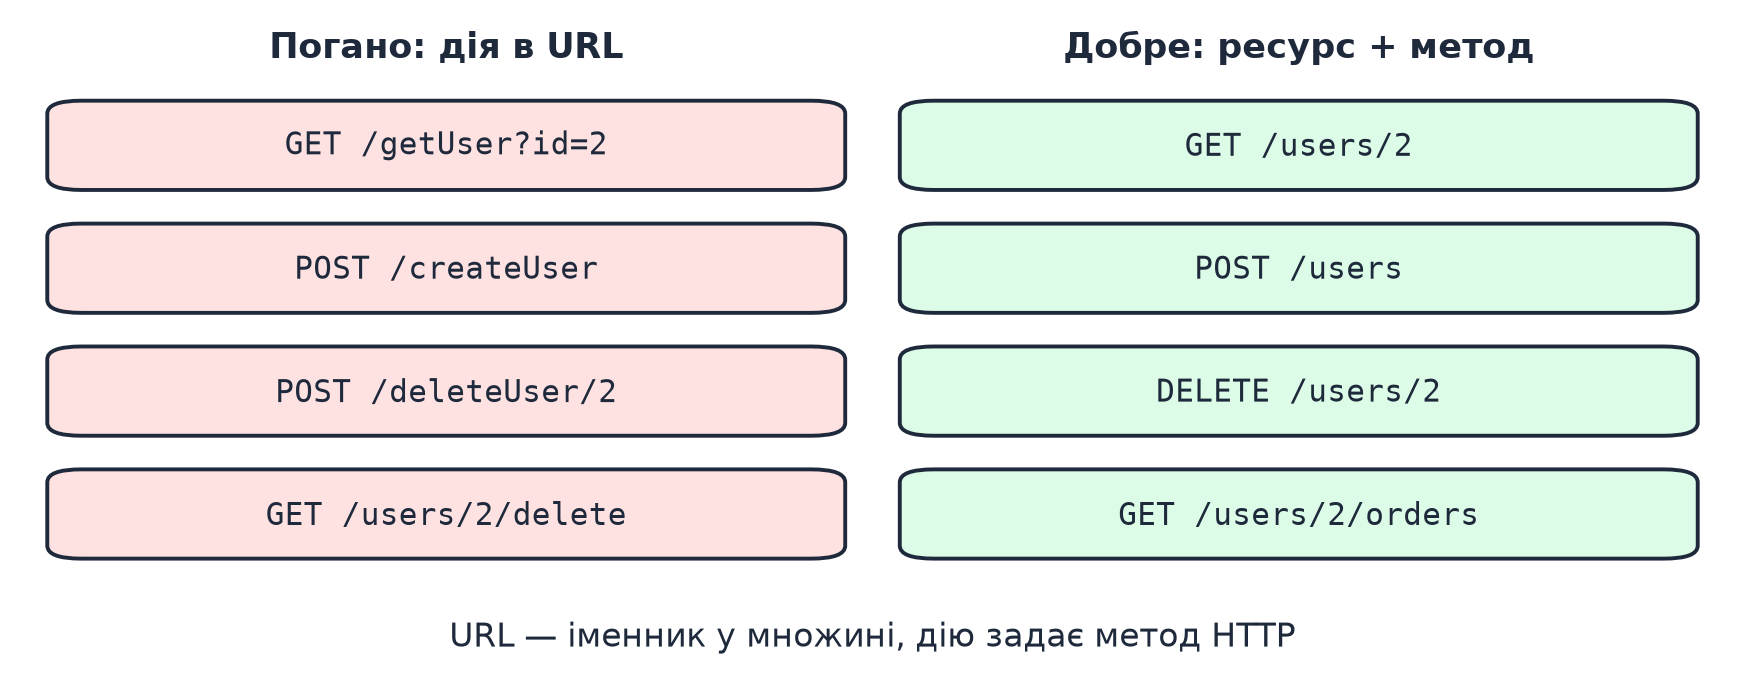 Погано: дія в URL
GET /getUser?id=2
POST /createUser
POST /deleteUser/2
GET /users/2/delete
Добре: ресурс + метод
GET /users/2
POST /users
DELETE /users/2
GET /users/2/orders
URL — іменник у множині, дію задає метод HTTP